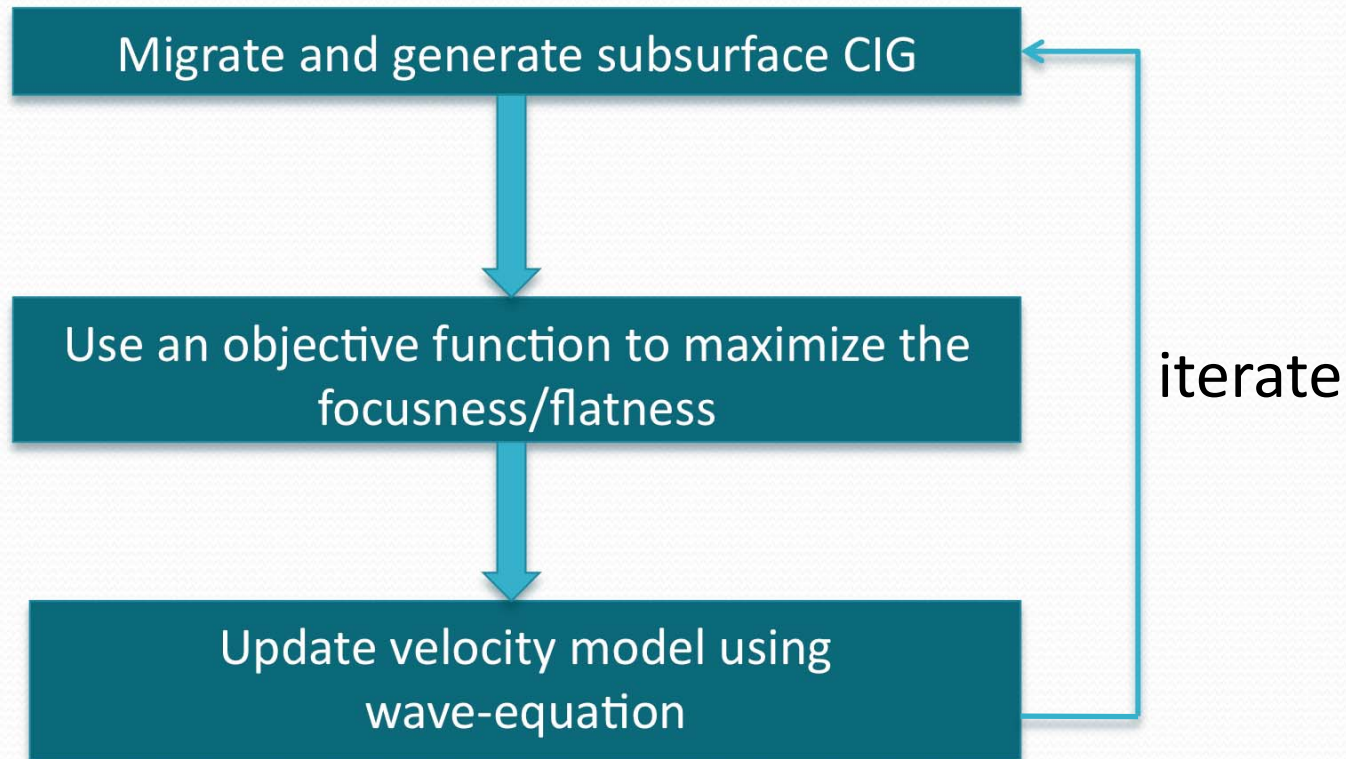 Migrate and generate subsurface CIG
Use an objective function to maximize the
focusness/flatness
iterate
Update velocity model using
wave-equation